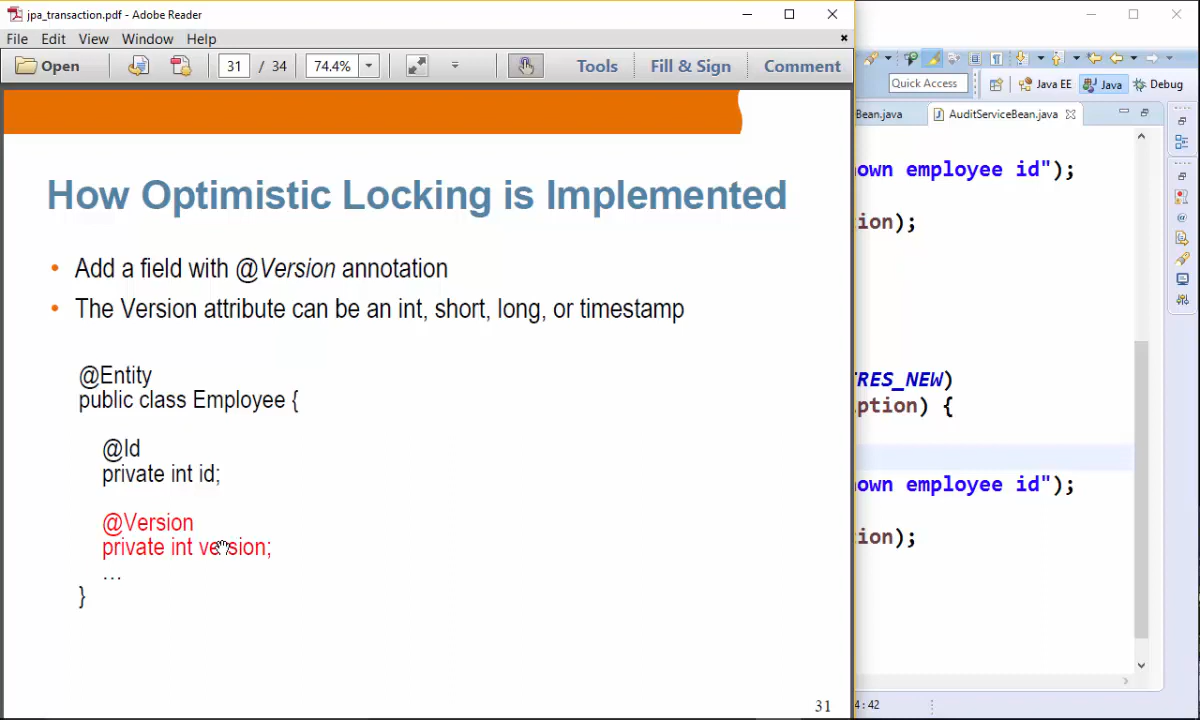 jpa_transaction.pdf - Adobe Reader
File Edit View Window Help
Open 31 / 34 74.4% Tools Fill & Sign Comment
How Optimistic Locking is Implemented
• Add a field with @Version annotation
• The Version attribute can be an int, short, long, or timestamp
@Entity
public class Employee {
@Id
private int id;
@Version
private int version;
...
}
31
Quick Access Java EE Java Debug
Bean.java AuditServiceBean.java
own employee id");
ion);
RES_NEW)
ption) {
own employee id");
ion);
4:42